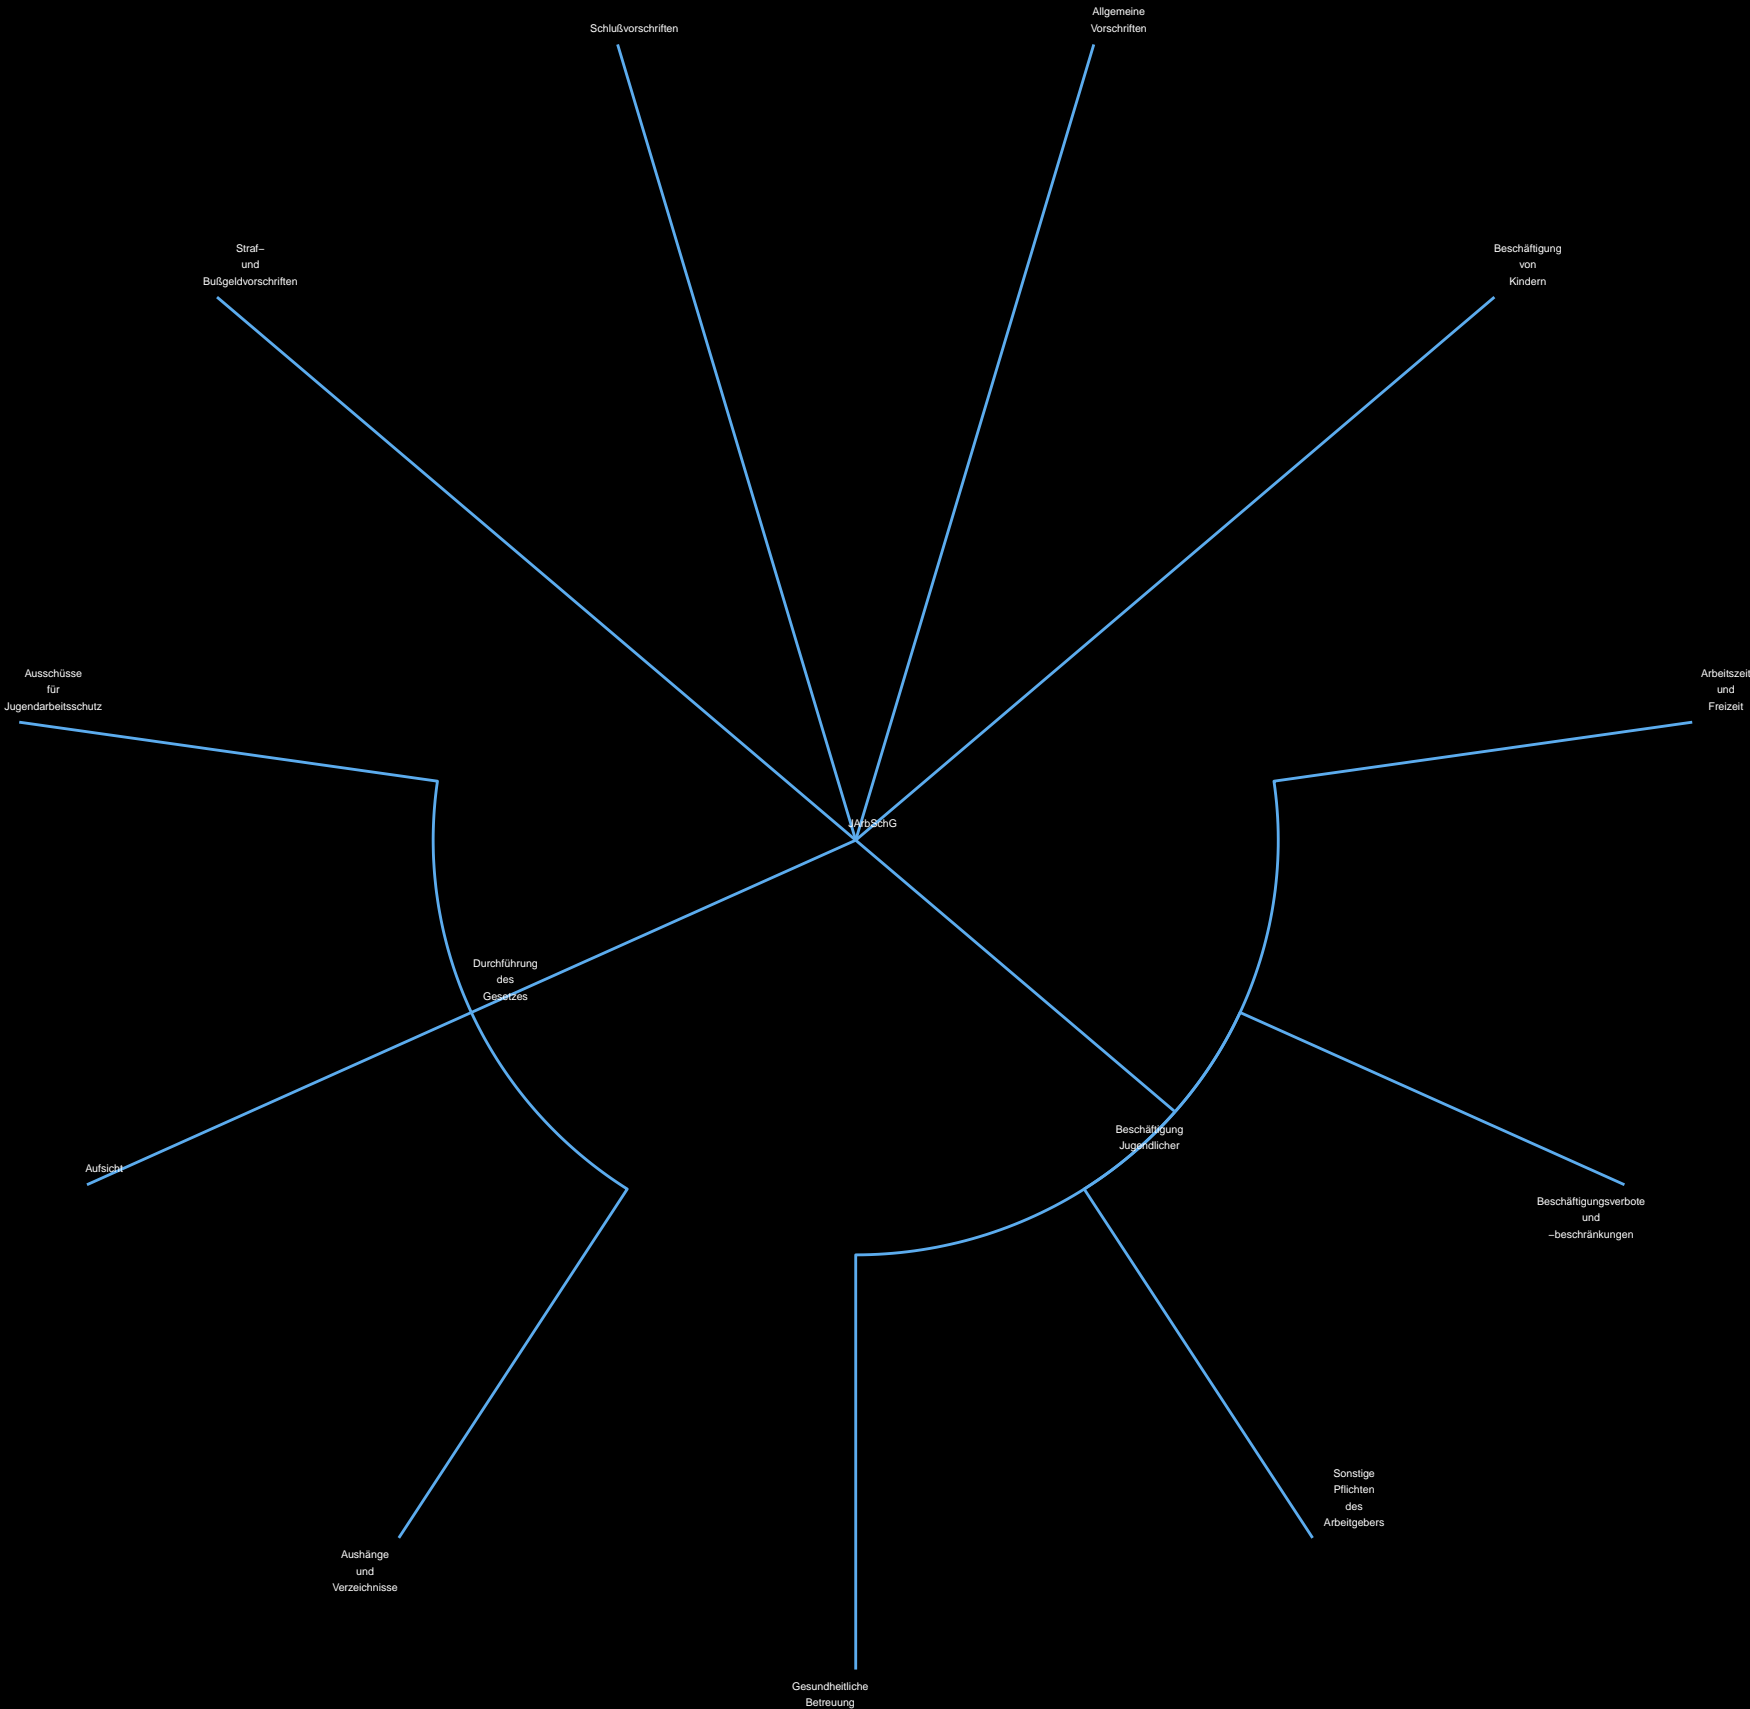 Allgemeine
Vorschriften
Schlußvorschriften
Straf–
und
Bußgeldvorschriften
Beschäftigung
von
Kindern
Ausschüsse
für
Jugendarbeitsschutz
Arbeitszeit
und
Freizeit
JArbSchG
Durchführung
des
Gesetzes
Beschäftigung
Jugendlicher
Aufsicht
Beschäftigungsverbote
und
–beschränkungen
Sonstige
Pflichten
des
Arbeitgebers
Aushänge
und
Verzeichnisse
Gesundheitliche
Betreuung